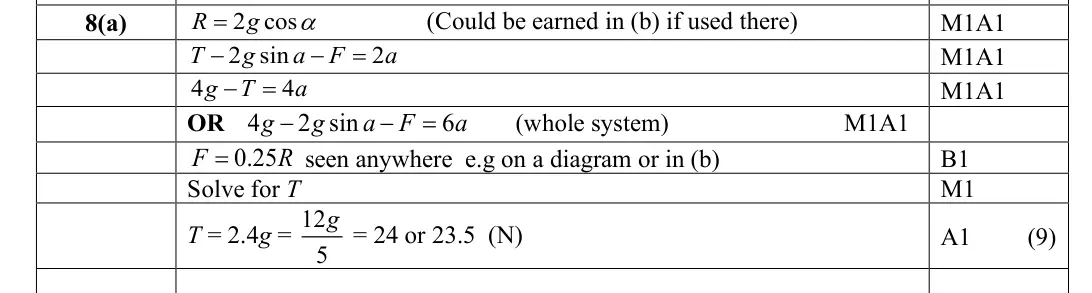 8(a) R = 2g cos α (Could be earned in (b) if used there) M1A1
T − 2g sin a − F = 2a M1A1
4g − T = 4a M1A1
OR 4g − 2g sin a − F = 6a (whole system) M1A1
F = 0.25R seen anywhere e.g on a diagram or in (b) B1
Solve for T M1
T = 2.4g = 12g/5 = 24 or 23.5 (N) A1 (9)